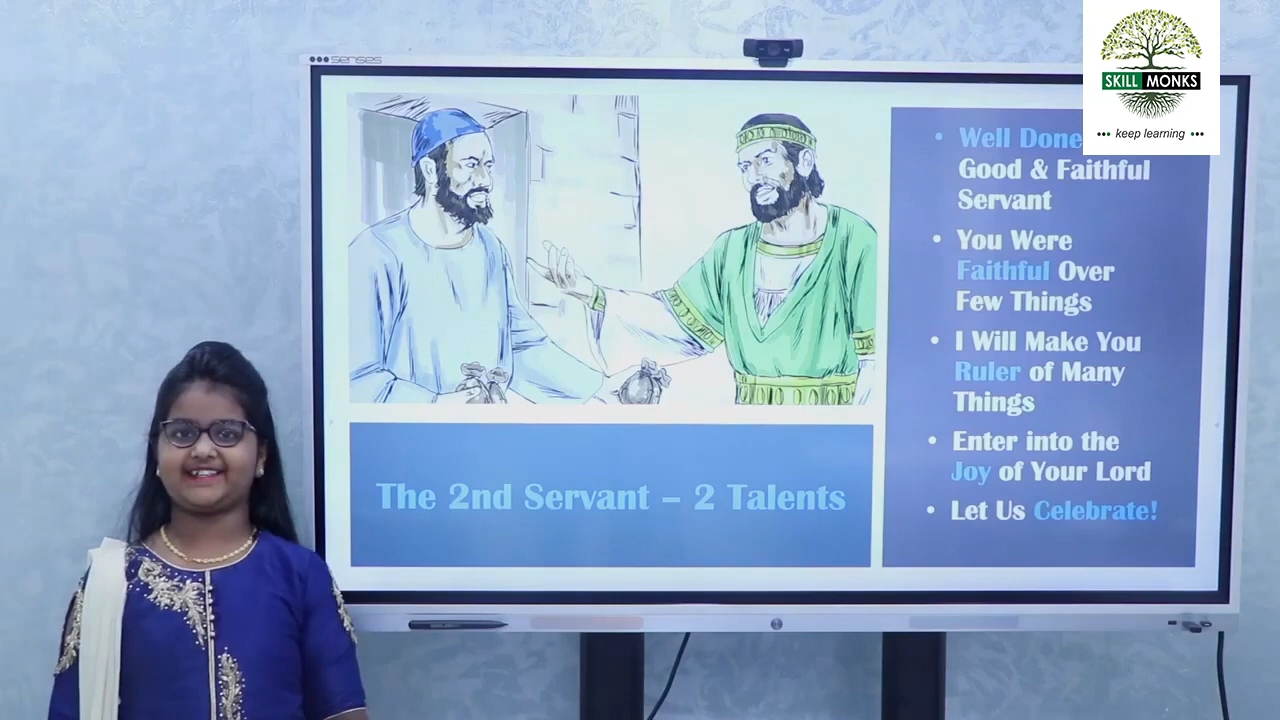 senses
SKILL MONKS
••• keep learning •••
• Well Done
Good & Faithful
Servant
• You Were
Faithful Over
Few Things
• I Will Make You
Ruler of Many
Things
• Enter into the
Joy of Your Lord
• Let Us Celebrate!
The 2nd Servant – 2 Talents